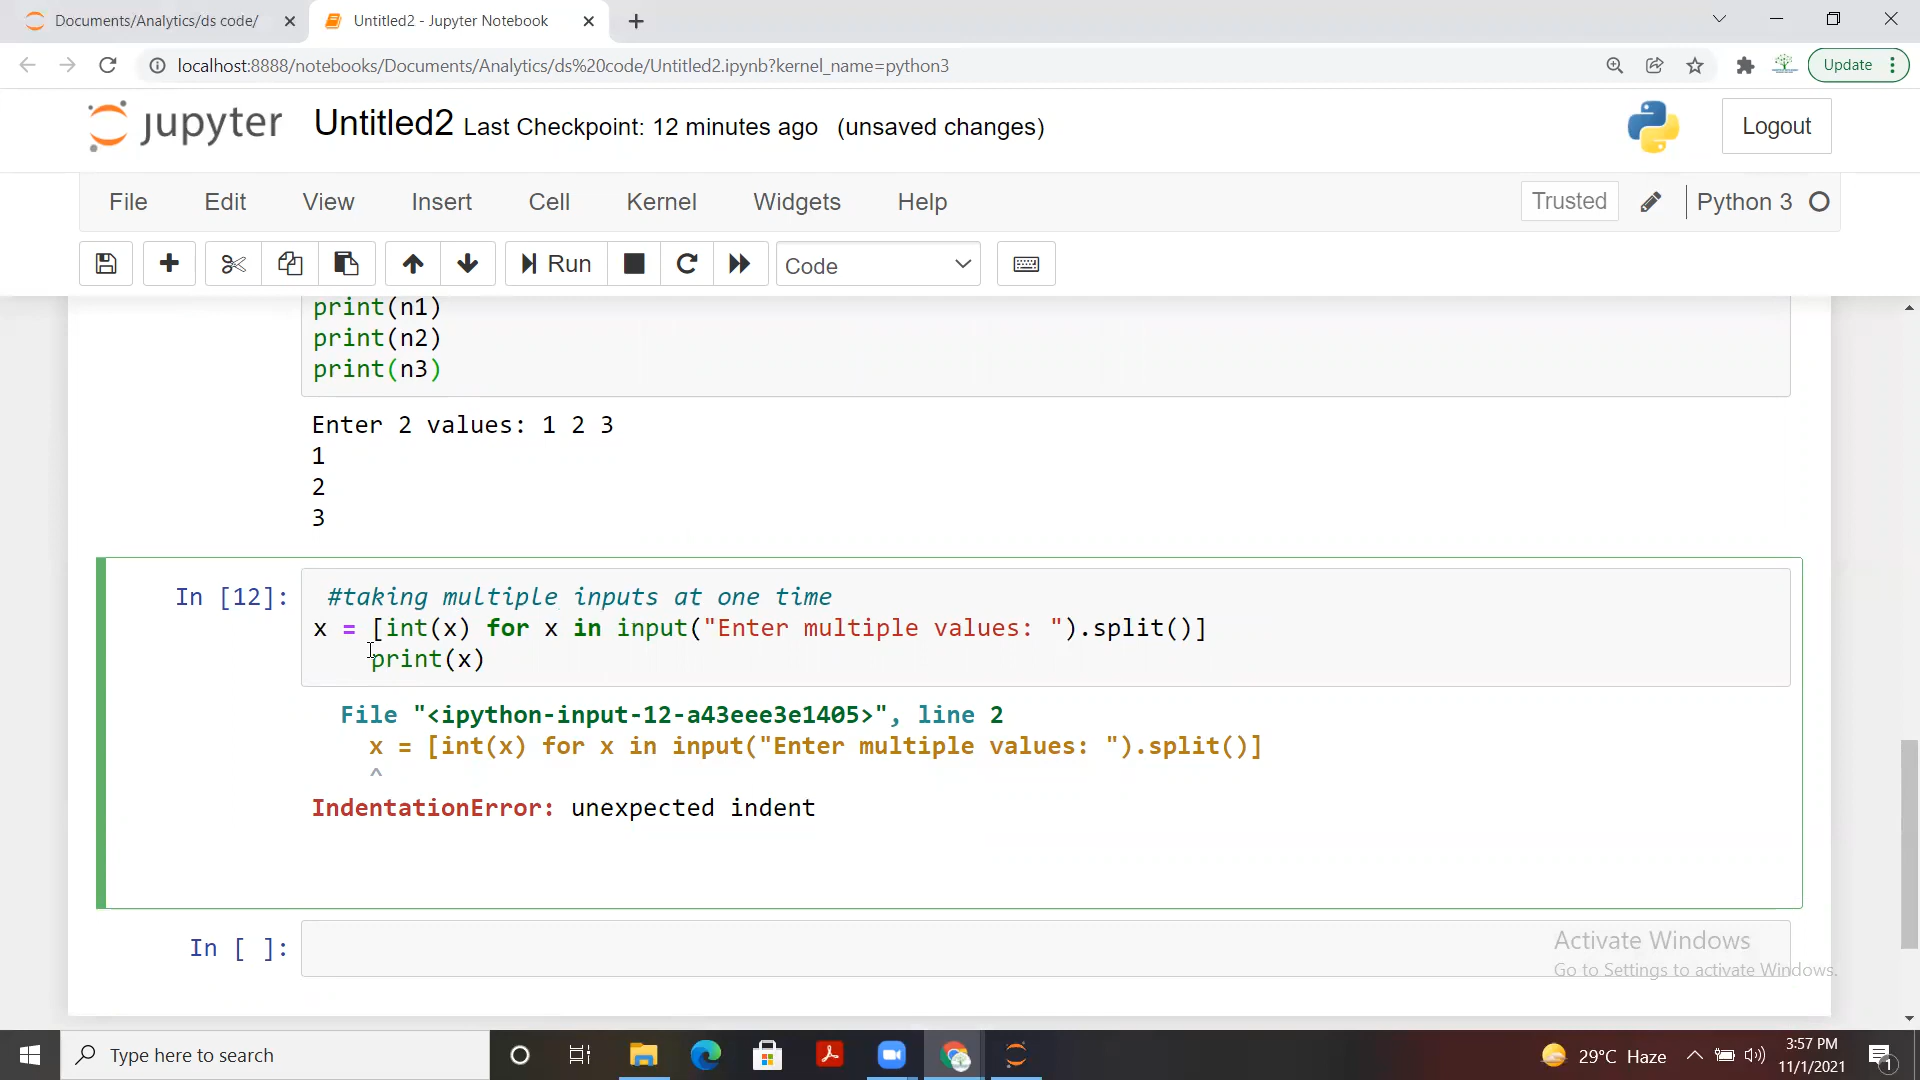 Documents/Analytics/ds code/
Untitled2 - Jupyter Notebook
localhost:8888/notebooks/Documents/Analytics/ds%20code/Untitled2.ipynb?kernel_name=python3
Update
jupyter Untitled2 Last Checkpoint: 12 minutes ago (unsaved changes)
Logout
File Edit View Insert Cell Kernel Widgets Help
Trusted
Python 3
Run
Code
print(n1)
print(n2)
print(n3)
Enter 2 values: 1 2 3
1
2
3
In [12]:
#taking multiple inputs at one time
x = [int(x) for x in input("Enter multiple values: ").split()]
print(x)
File "<ipython-input-12-a43eee3e1405>", line 2
x = [int(x) for x in input("Enter multiple values: ").split()]
^
IndentationError: unexpected indent
In [ ]:
Activate Windows
Go to Settings to activate Windows.
Type here to search
29°C Haze
3:57 PM
11/1/2021
1